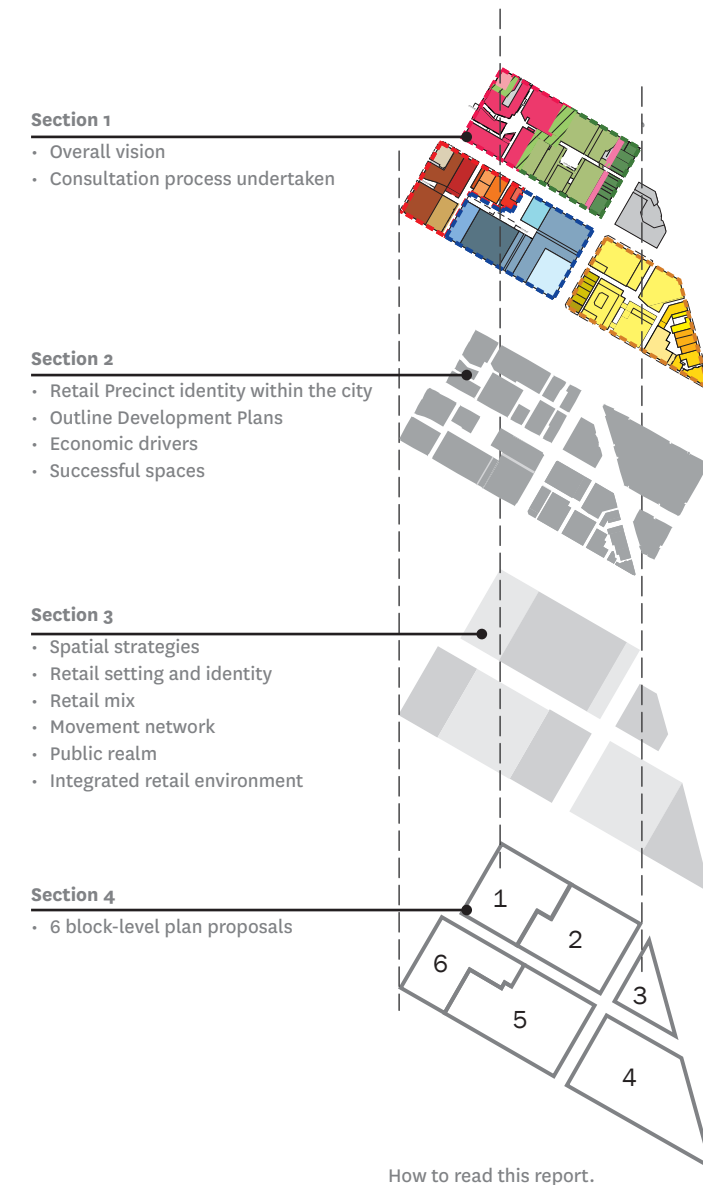 Section 1
• Overall vision
• Consultation process undertaken
Section 2
• Retail Precinct identity within the city
• Outline Development Plans
• Economic drivers
• Successful spaces
Section 3
• Spatial strategies
• Retail setting and identity
• Retail mix
• Movement network
• Public realm
• Integrated retail environment
Section 4
• 6 block-level plan proposals
1
2
6
3
5
4
How to read this report.